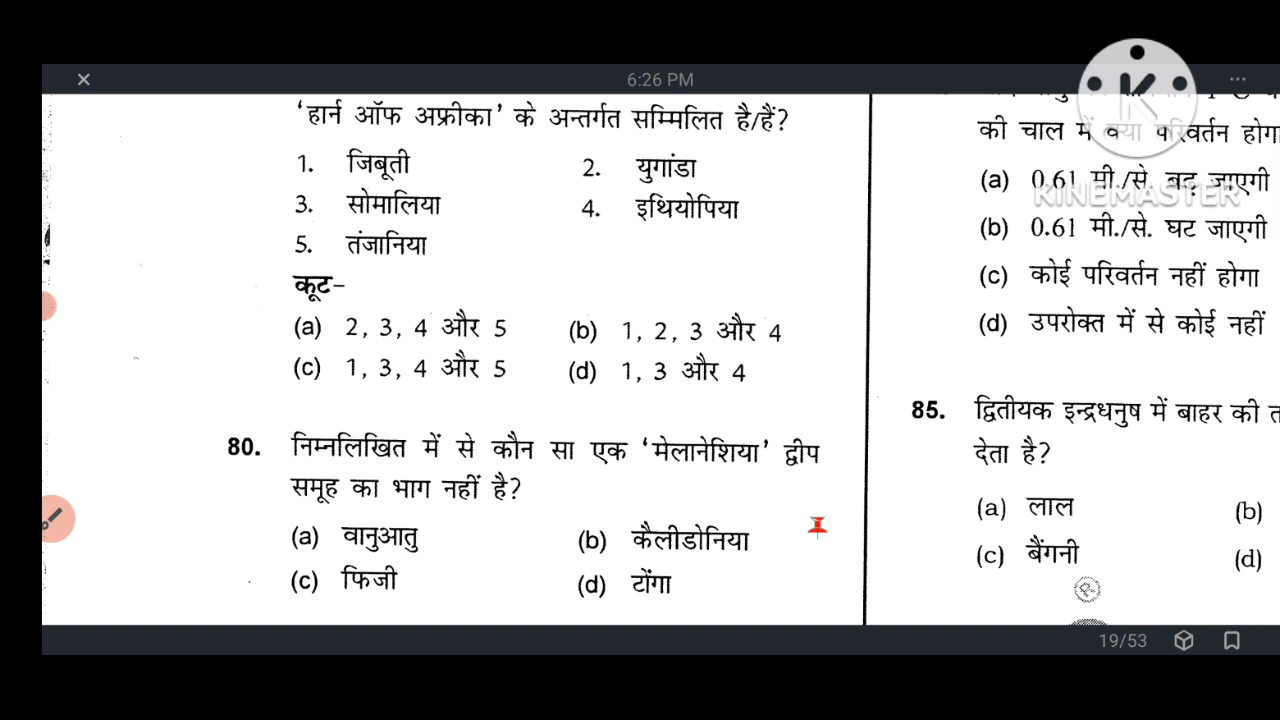 6:26 PM
'हार्न ऑफ अफ्रीका' के अन्तर्गत सम्मिलित है/हैं?
1. जिबूती 2. युगांडा
3. सोमालिया 4. इथियोपिया
5. तंजानिया
कूट-
(a) 2, 3, 4 और 5 (b) 1, 2, 3 और 4
(c) 1, 3, 4 और 5 (d) 1, 3 और 4
80. निम्नलिखित में से कौन सा एक 'मेलानेशिया' द्वीप
समूह का भाग नहीं है?
(a) वानुआतु (b) कैलीडोनिया
(c) फिजी (d) टोंगा
की चाल में क्या परिवर्तन होगा
(a) 0.61 मी./से. बढ़ जाएगी
(b) 0.61 मी./से. घट जाएगी
(c) कोई परिवर्तन नहीं होगा
(d) उपरोक्त में से कोई नहीं
85. द्वितीयक इन्द्रधनुष में बाहर की
देता है?
(a) लाल (b)
(c) बैंगनी (d)
K
KINEMASTER
19/53